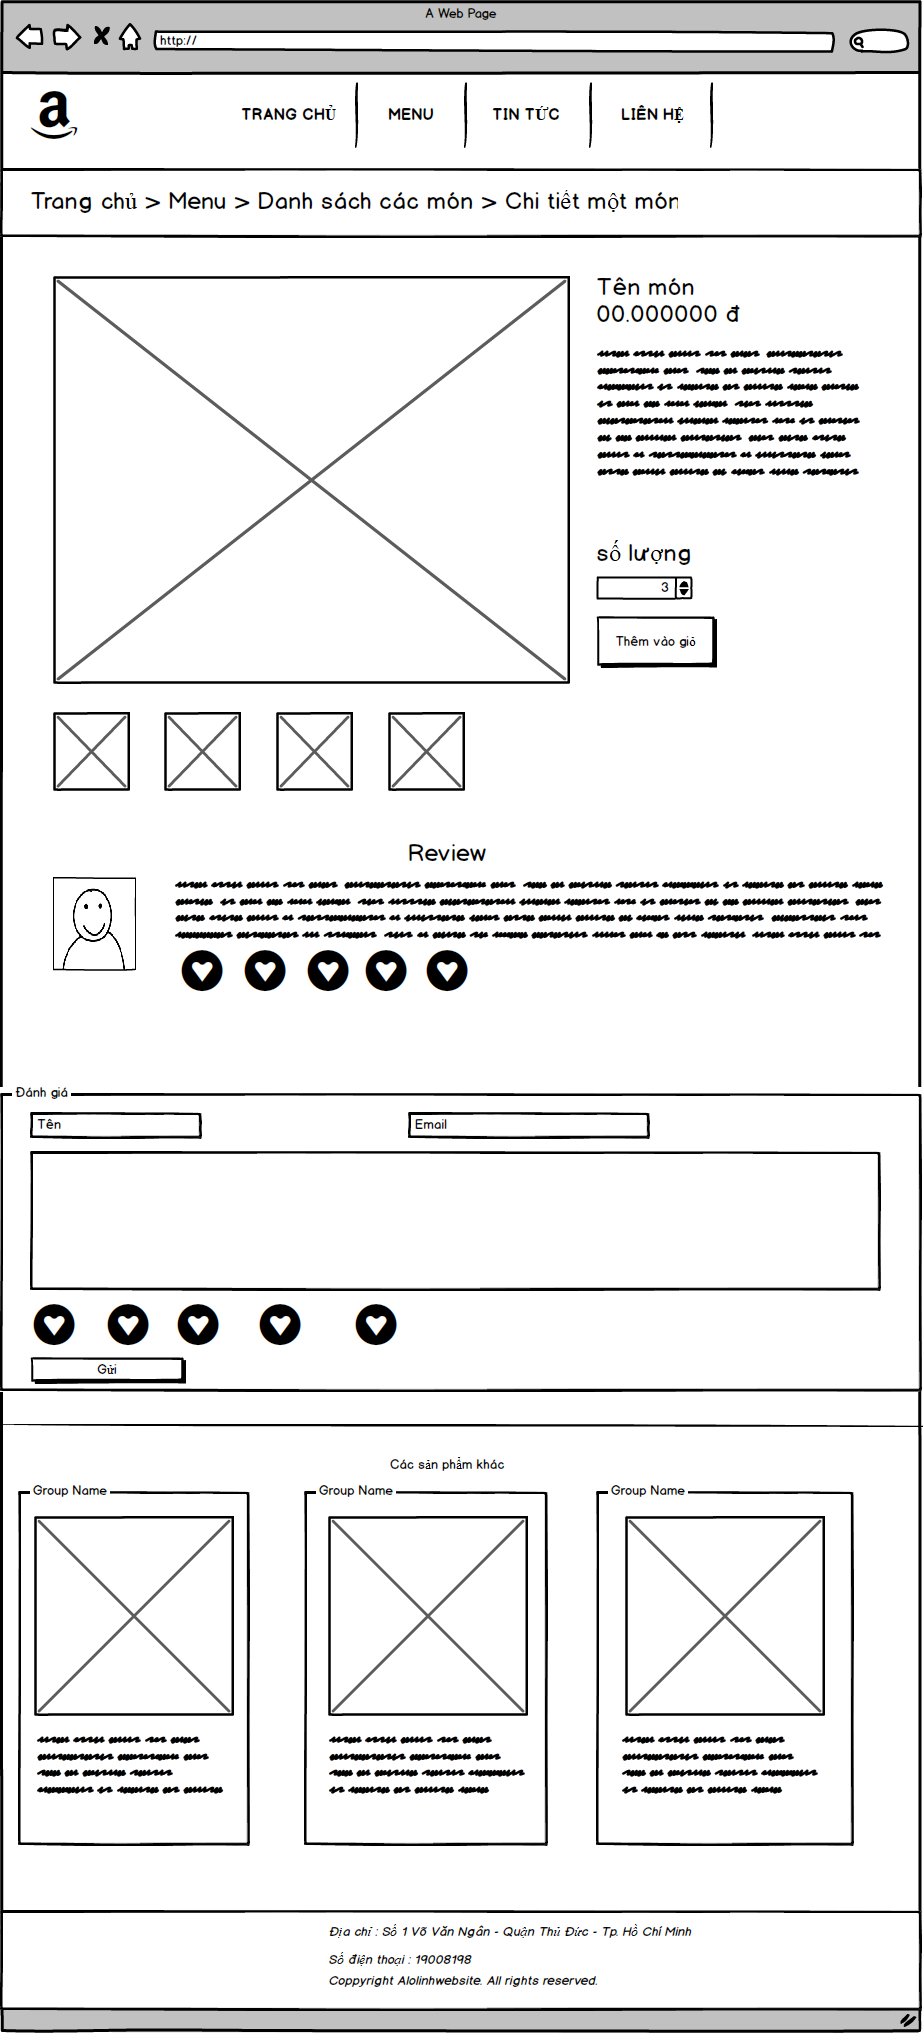 A Web Page
http://
a
TRANG CHỦ
MENU
TIN TỨC
LIÊN HỆ
Trang chủ > Menu > Danh sách các món > Chi tiết một món
Tên món
00.000000 đ
số lượng
3
Thêm vào giỏ
Review
Đánh giá
Tên
Email
Gửi
Các sản phẩm khác
Group Name
Group Name
Group Name
Địa chỉ : Số 1 Võ Văn Ngân - Quận Thủ Đức - Tp. Hồ Chí Minh
Số điện thoại : 19008198
Coppyright Alolinhwebsite. All rights reserved.